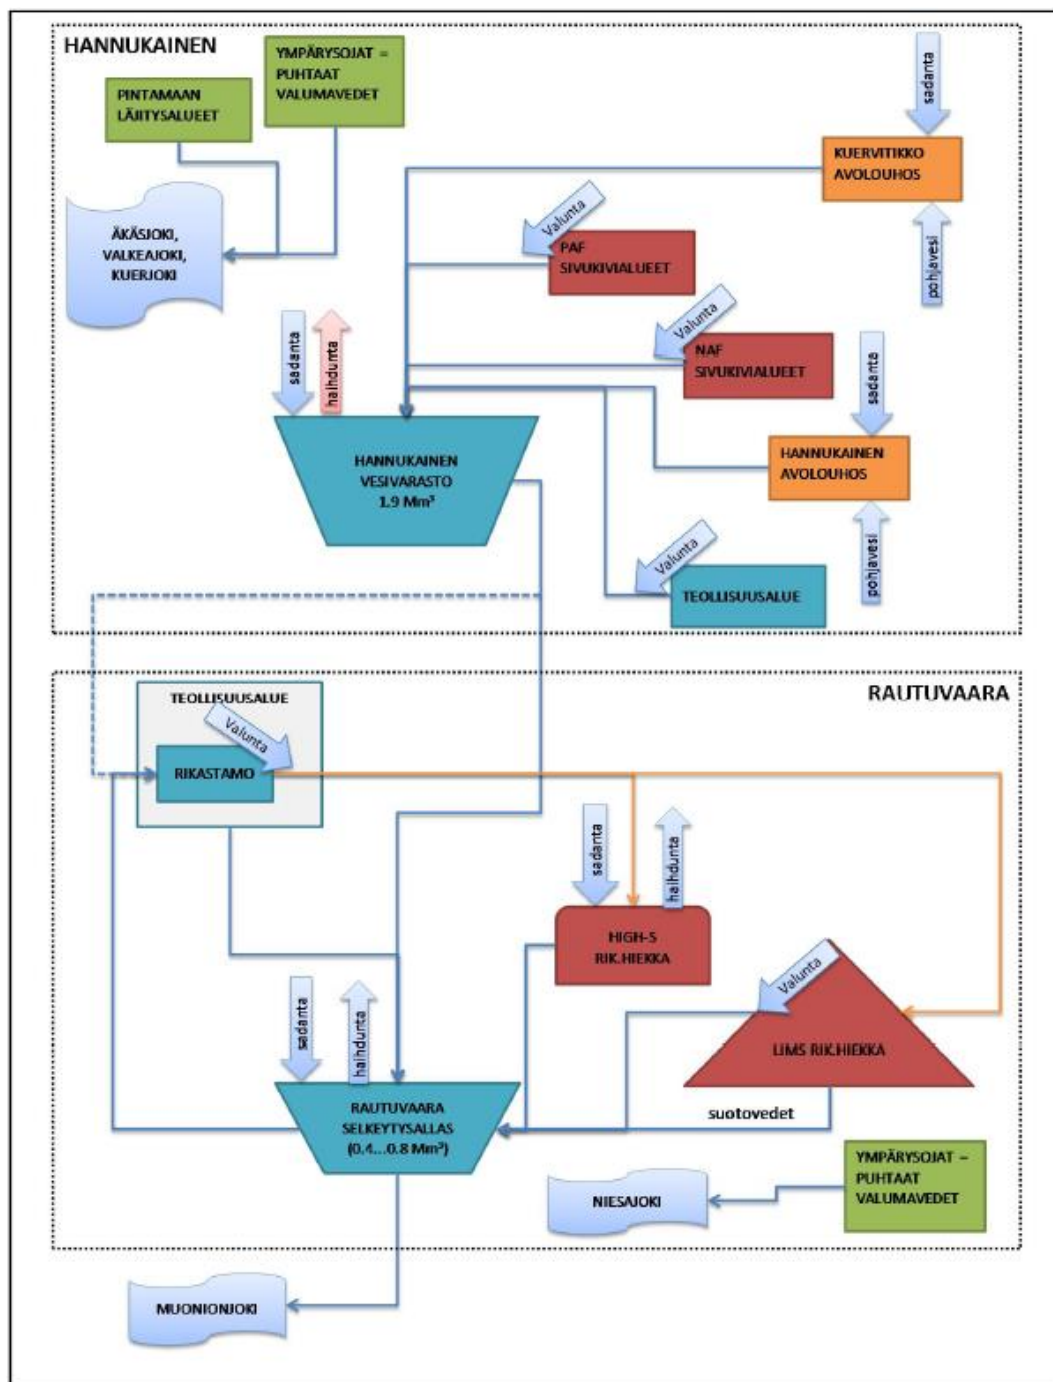 HANNUKAINEN
YMPÄRYSOJAT –
PUHTAAT
VALUMAVEDET
PINTAMAAN
LÄJITYSALUEET
sadanta
KUERVITIKKO
AVOLOUHOS
pohjavesi
ÄKÄSJOKI,
VALKEAJOKI,
KUERJOKI
Valunta
PAF
SIVUKIVIALUEET
Valunta
NAF
SIVUKIVIALUEET
sadanta
haihdunta
sadanta
HANNUKAINEN
AVOLOUHOS
pohjavesi
HANNUKAINEN
VESIVARASTO
1.9 Mm³
Valunta
TEOLLISUUSALUE
RAUTUVAARA
TEOLLISUUSALUE
Valunta
RIKASTAMO
sadanta
haihdunta
HIGH-S
RIK.HIEKKA
Valunta
LIMS RIK.HIEKKA
sadanta
haihdunta
RAUTUVAARA
SELKEYTYSALLAS
(0.4...0.8 Mm³)
suotovedet
YMPÄRYSOJAT –
PUHTAAT
VALUMAVEDET
NIESAJOKI
MUONIONJOKI